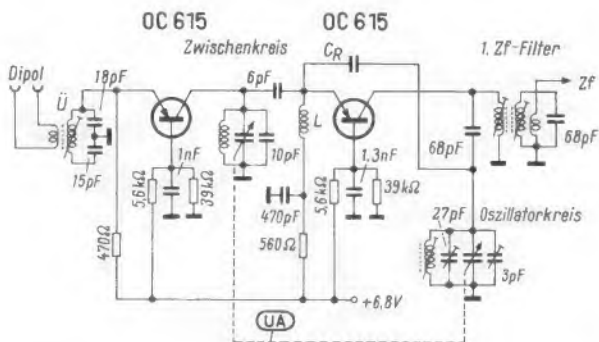 OC 615
OC 615
Zwischenkreis
C_R
1. Zf-Filter
Dipol
18pF
6pF
Zf
Ü
L
68pF
68pF
15pF
1nF
10pF
1,3nF
5,6kΩ
39kΩ
470pF
5,6kΩ
39kΩ
27pF
Oszillatorkreis
470Ω
560Ω
3pF
+6,8V
UA